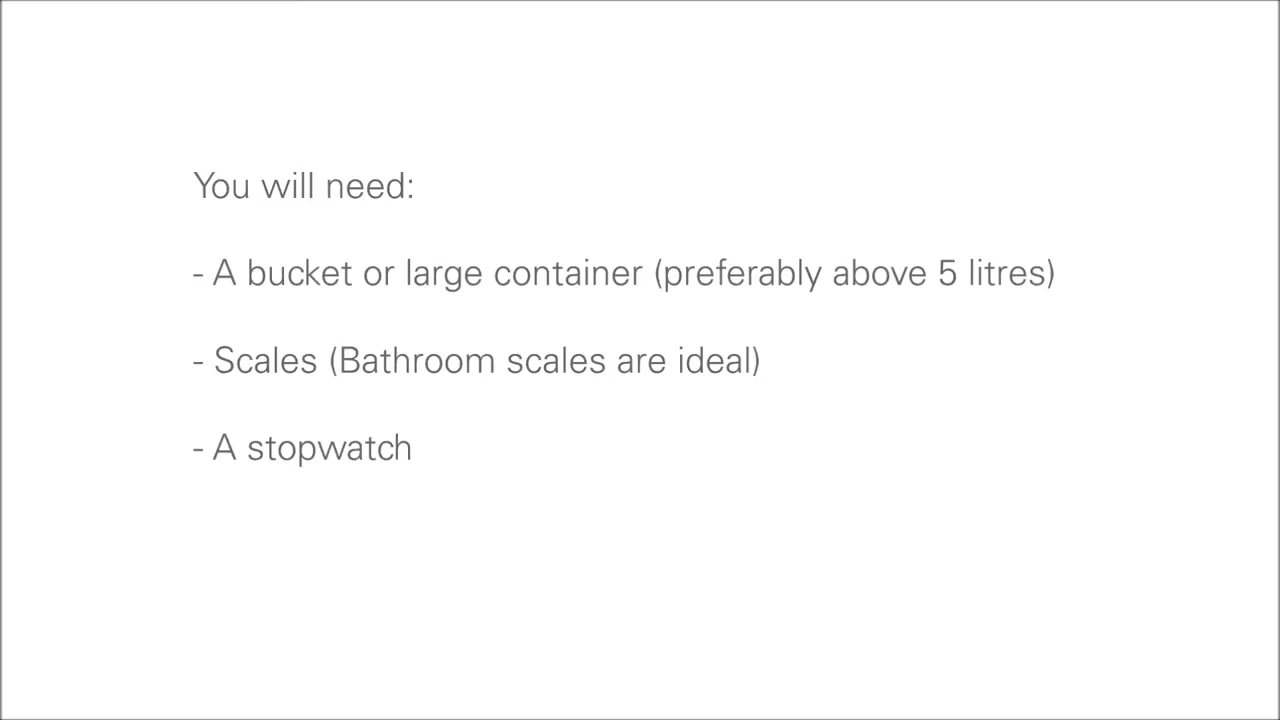 You will need:
- A bucket or large container (preferably above 5 litres)
- Scales (Bathroom scales are ideal)
- A stopwatch